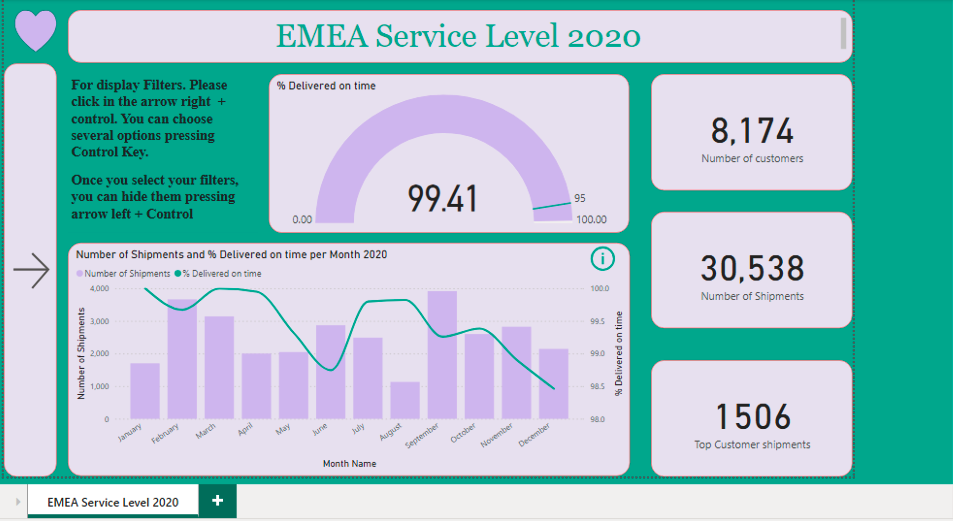 EMEA Service Level 2020
For display Filters. Please
click in the arrow right  +
control. You can choose
several options pressing
Control Key.
Once you select your filters,
you can hide them pressing
arrow left + Control
% Delivered on time
99.41
95
0.00
100.00
8,174
Number of customers
30,538
Number of Shipments
1506
Top Customer shipments
Number of Shipments and % Delivered on time per Month 2020
i
Number of Shipments
% Delivered on time
4,000
3,000
2,000
1,000
0
Number of Shipments
100.0
99.5
99.0
98.5
98.0
% Delivered on time
January
February
March
April
May
June
July
August
September
October
November
December
Month Name
EMEA Service Level 2020
+